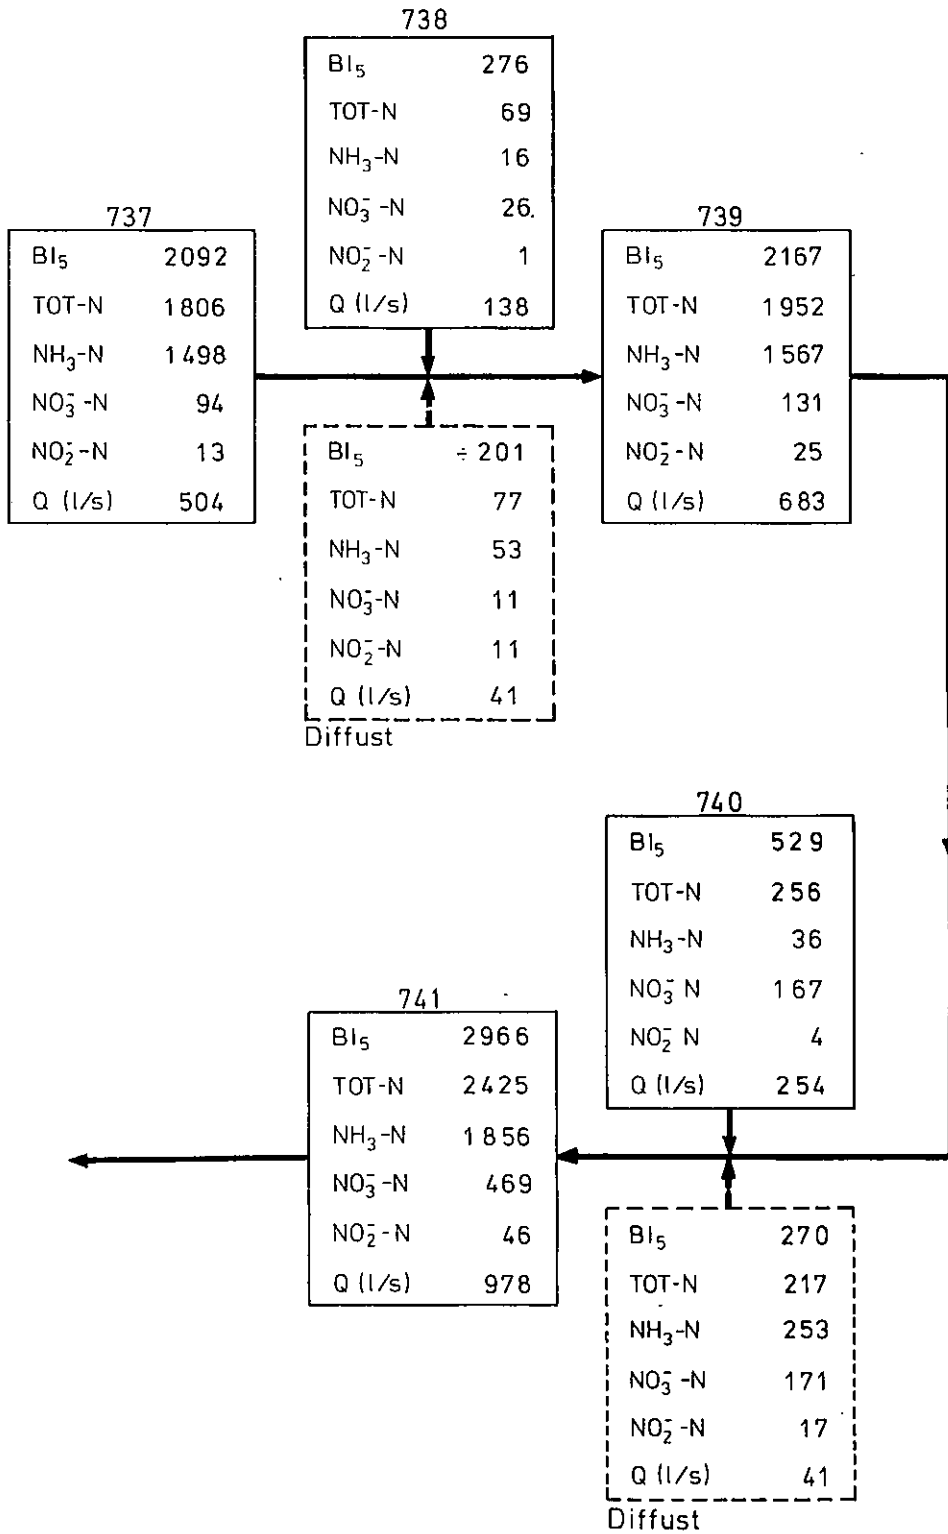 738
BI₅ 276
TOT-N 69
NH₃-N 16
NO₃⁻-N 26.
NO₂⁻-N 1
Q (l/s) 138
737
BI₅ 2092
TOT-N 1806
NH₃-N 1498
NO₃⁻-N 94
NO₂⁻-N 13
Q (l/s) 504
739
BI₅ 2167
TOT-N 1952
NH₃-N 1567
NO₃⁻-N 131
NO₂⁻-N 25
Q (l/s) 683
BI₅ ÷ 201
TOT-N 77
NH₃-N 53
NO₃⁻-N 11
NO₂⁻-N 11
Q (l/s) 41
Diffust
740
BI₅ 529
TOT-N 256
NH₃-N 36
NO₃⁻ N 167
NO₂⁻ N 4
Q (l/s) 254
741
BI₅ 2966
TOT-N 2425
NH₃-N 1856
NO₃⁻-N 469
NO₂⁻-N 46
Q (l/s) 978
BI₅ 270
TOT-N 217
NH₃-N 253
NO₃⁻-N 171
NO₂⁻-N 17
Q (l/s) 41
Diffust